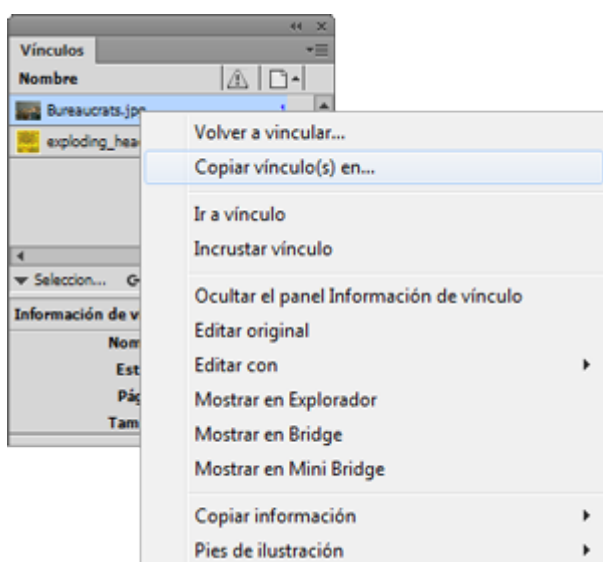 Vínculos
Nombre
Bureaucrats.jpg
exploding_hea
Seleccion...
Información de v
Nom
Est
Pág
Tam
Volver a vincular...
Copiar vínculo(s) en...
Ir a vínculo
Incrustar vínculo
Ocultar el panel Información de vínculo
Editar original
Editar con
Mostrar en Explorador
Mostrar en Bridge
Mostrar en Mini Bridge
Copiar información
Pies de ilustración